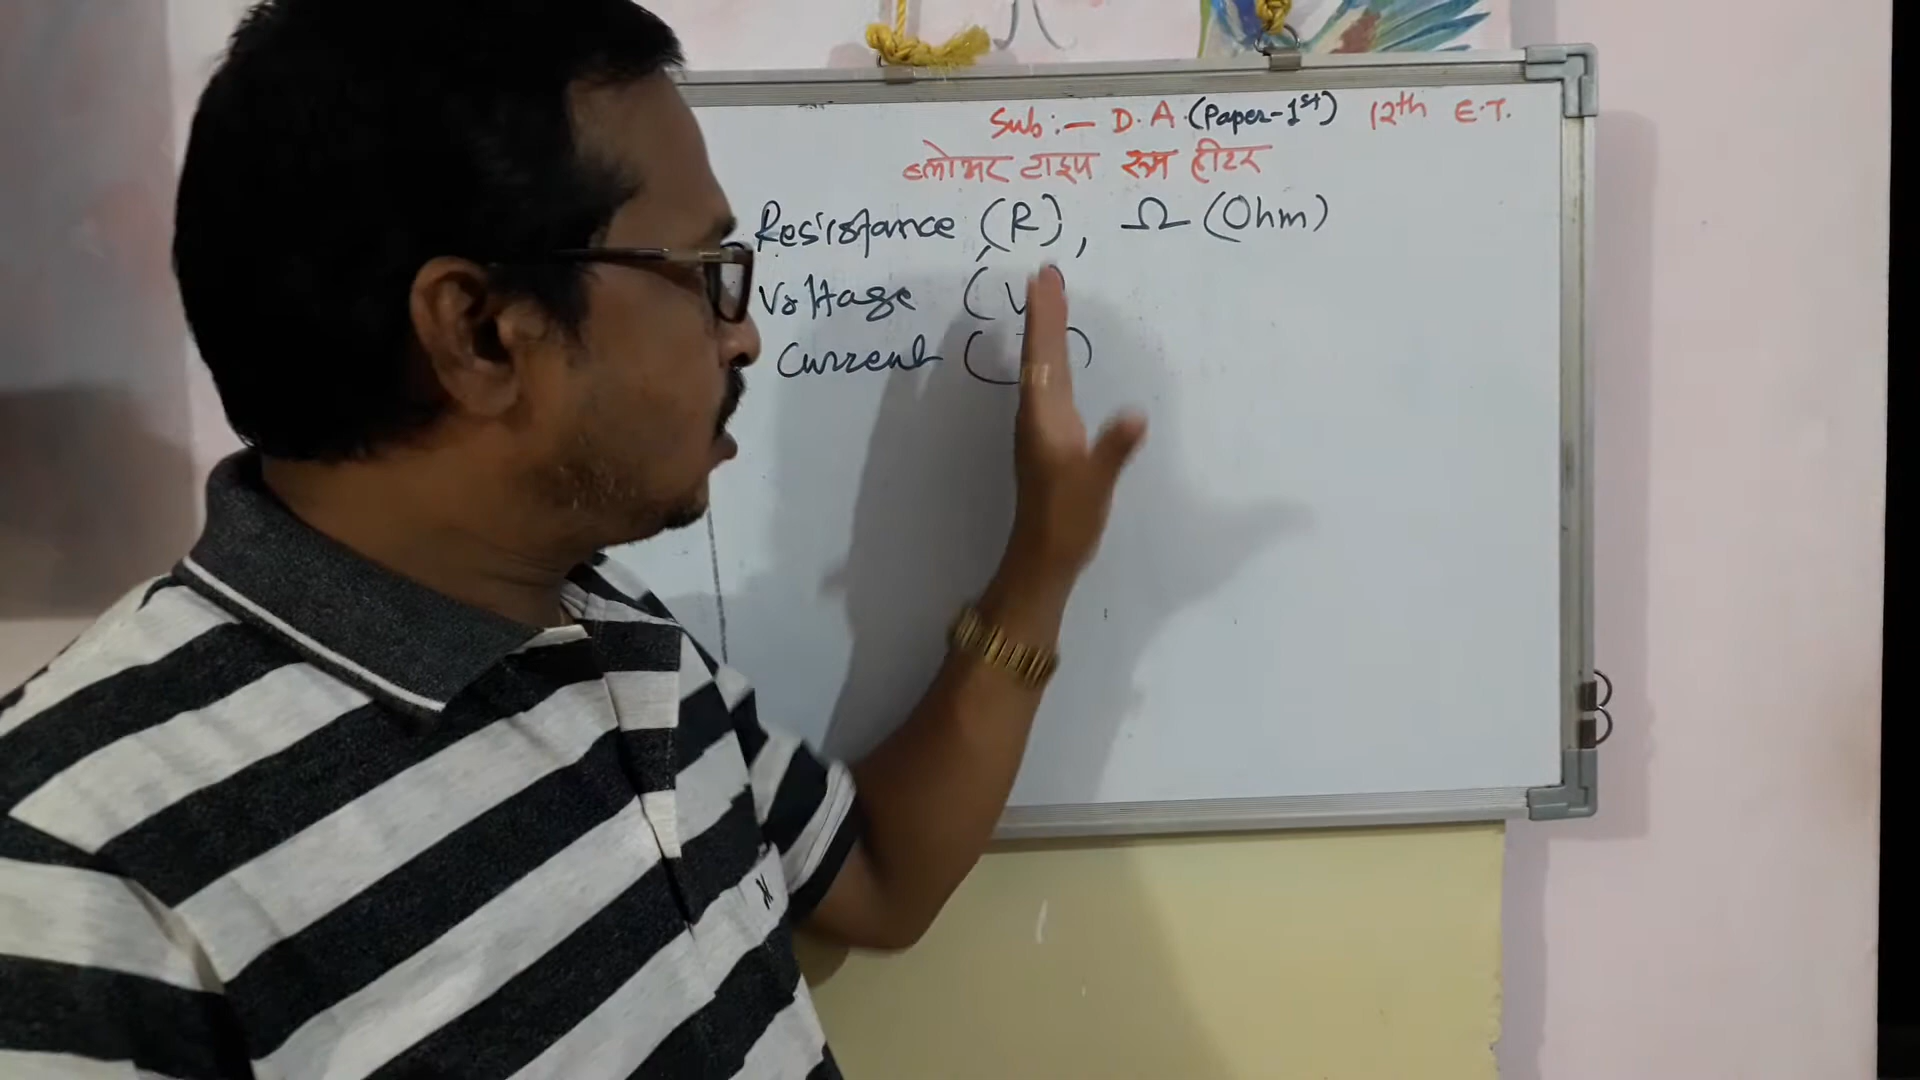 Sub :- D.A.(Paper-1st) 12th E.T.
ब्लोअर टाइप रूम हीटर
Resistance (R), Ω (Ohm)
Voltage (V)
Current ( )